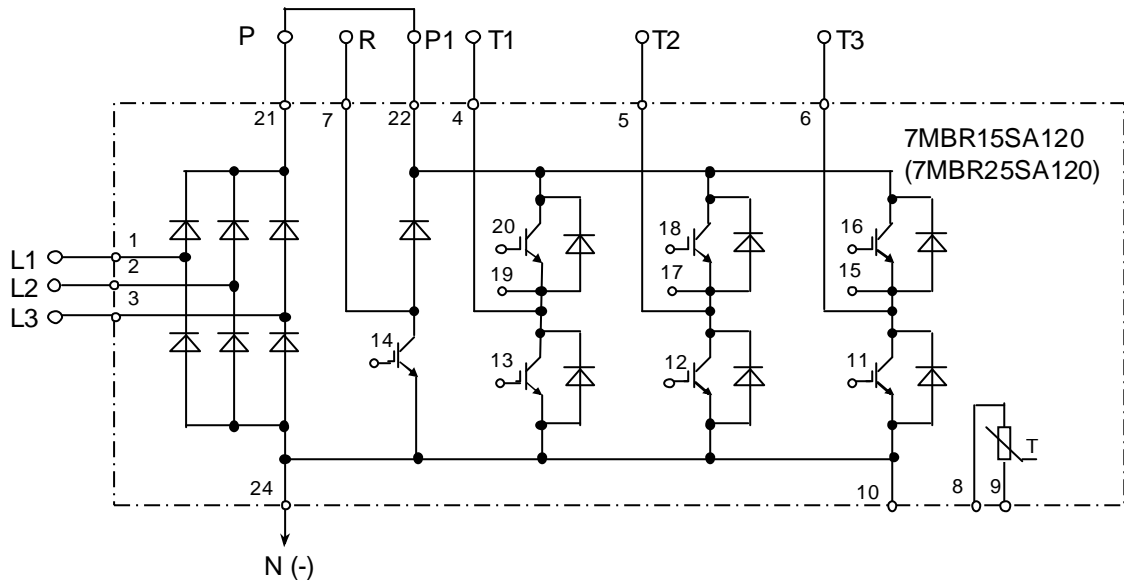 P R P1 T1 T2 T3
21 7 22 4 5 6
7MBR15SA120
(7MBR25SA120)
20 18 16
1
L1
2
L2
19 17 15
3
L3
14 13 12 11
T
24 10 8 9
N (-)